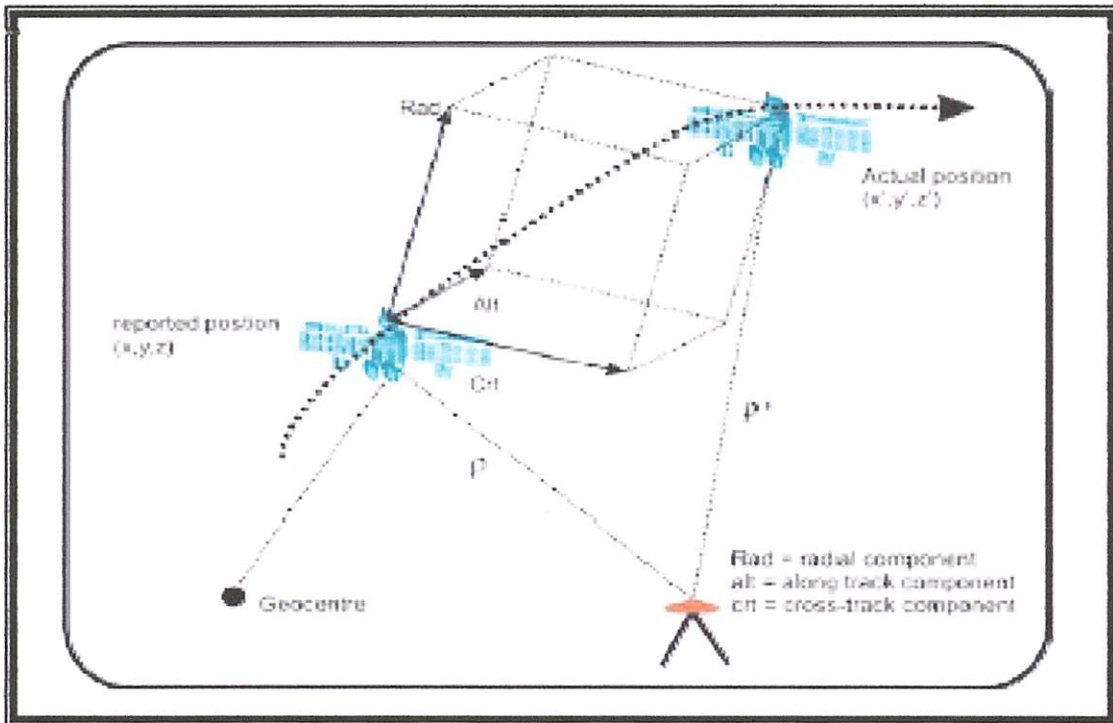 Rad
Actual position
(x',y',z')
Alt
reported position
(x,y,z)
Crt
P'
P
Rad = radial component
alt = along track component
crt = cross-track component
Geocentre